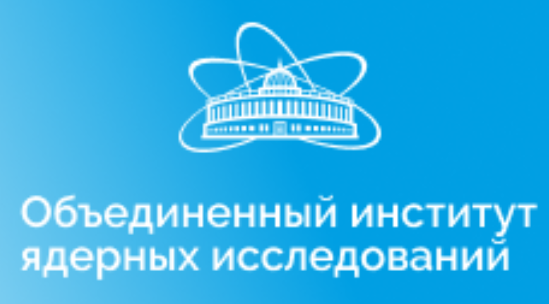 Объединенный институт
ядерных исследований